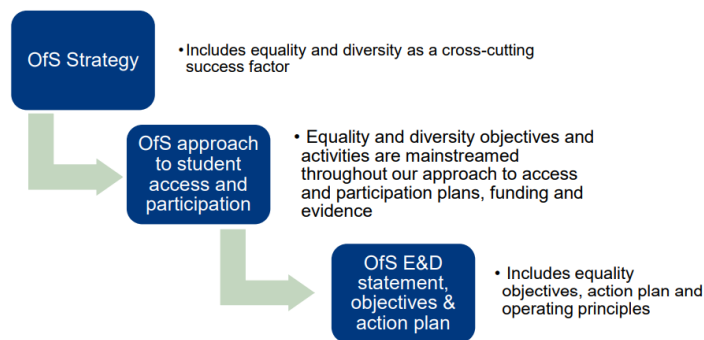 OfS Strategy
•Includes equality and diversity as a cross-cutting
success factor
OfS approach
to student
access and
participation
• Equality and diversity objectives and
activities are mainstreamed
throughout our approach to access
and participation plans, funding and
evidence
OfS E&D
statement,
objectives &
action plan
• Includes equality
objectives, action plan and
operating principles